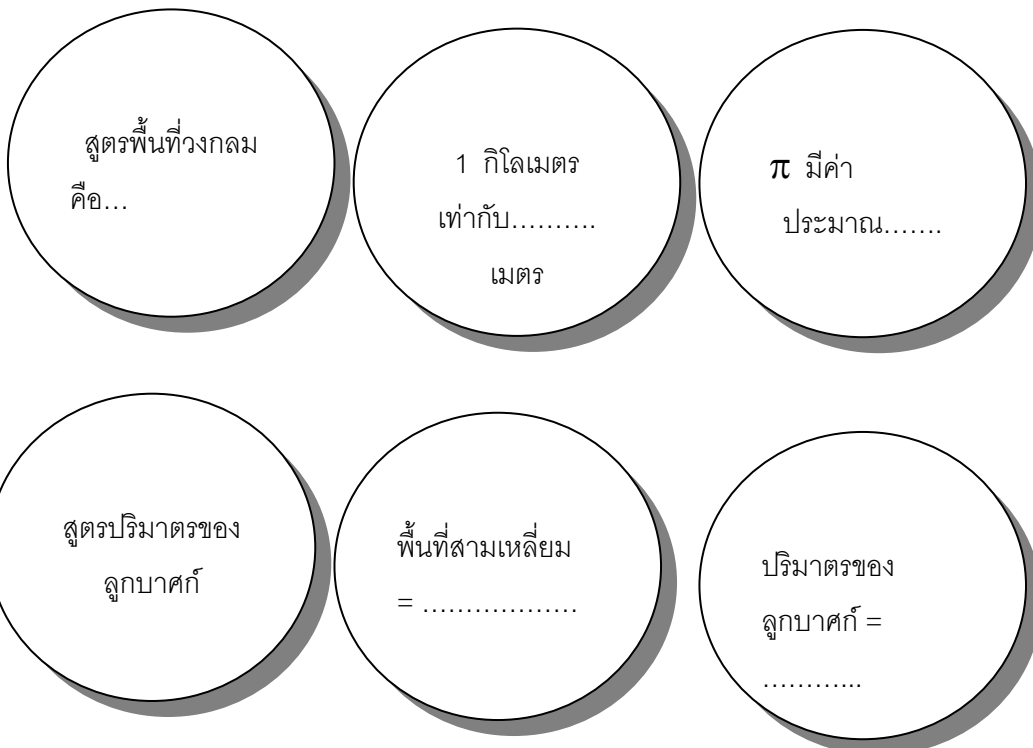 สูตรพื้นที่วงกลม
คือ...
1 กิโลเมตร
เท่ากับ..........
เมตร
π มีค่า
ประมาณ.......
สูตรปริมาตรของ
ลูกบาศก์
พื้นที่สามเหลี่ยม
= ..................
ปริมาตรของ
ลูกบาศก์ =
............